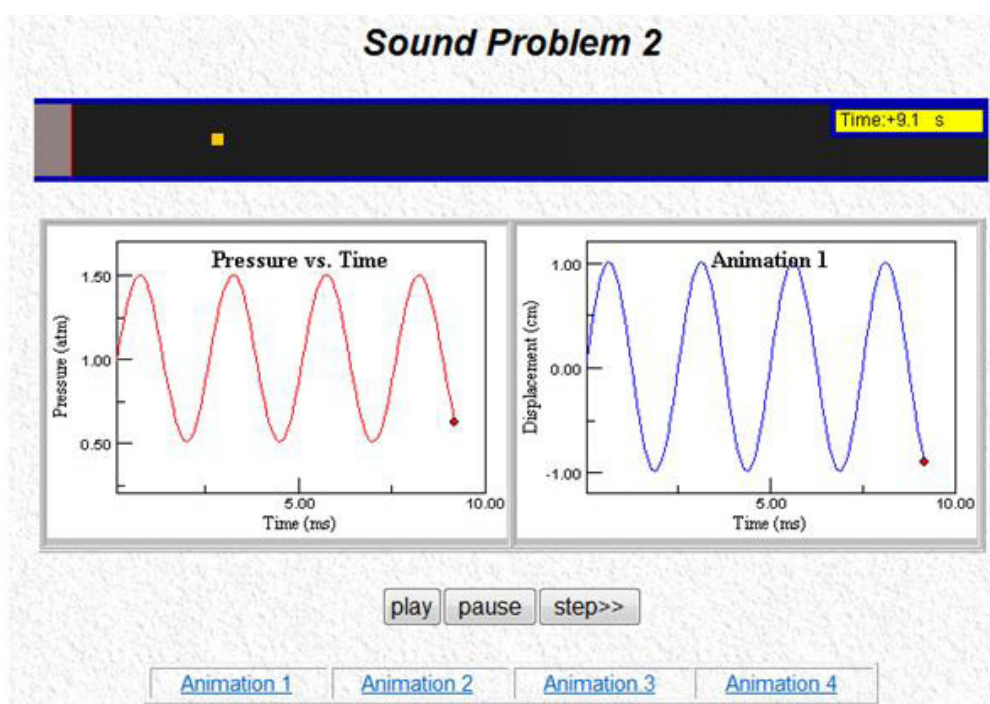 Sound Problem 2
Time:+9.1 s
Pressure vs. Time
1.50
1.00
0.50
Pressure (atm)
5.00
10.00
Time (ms)
Animation 1
1.00
0.00
-1.00
Displacement (cm)
5.00
10.00
Time (ms)
play pause step>>
Animation 1 Animation 2 Animation 3 Animation 4